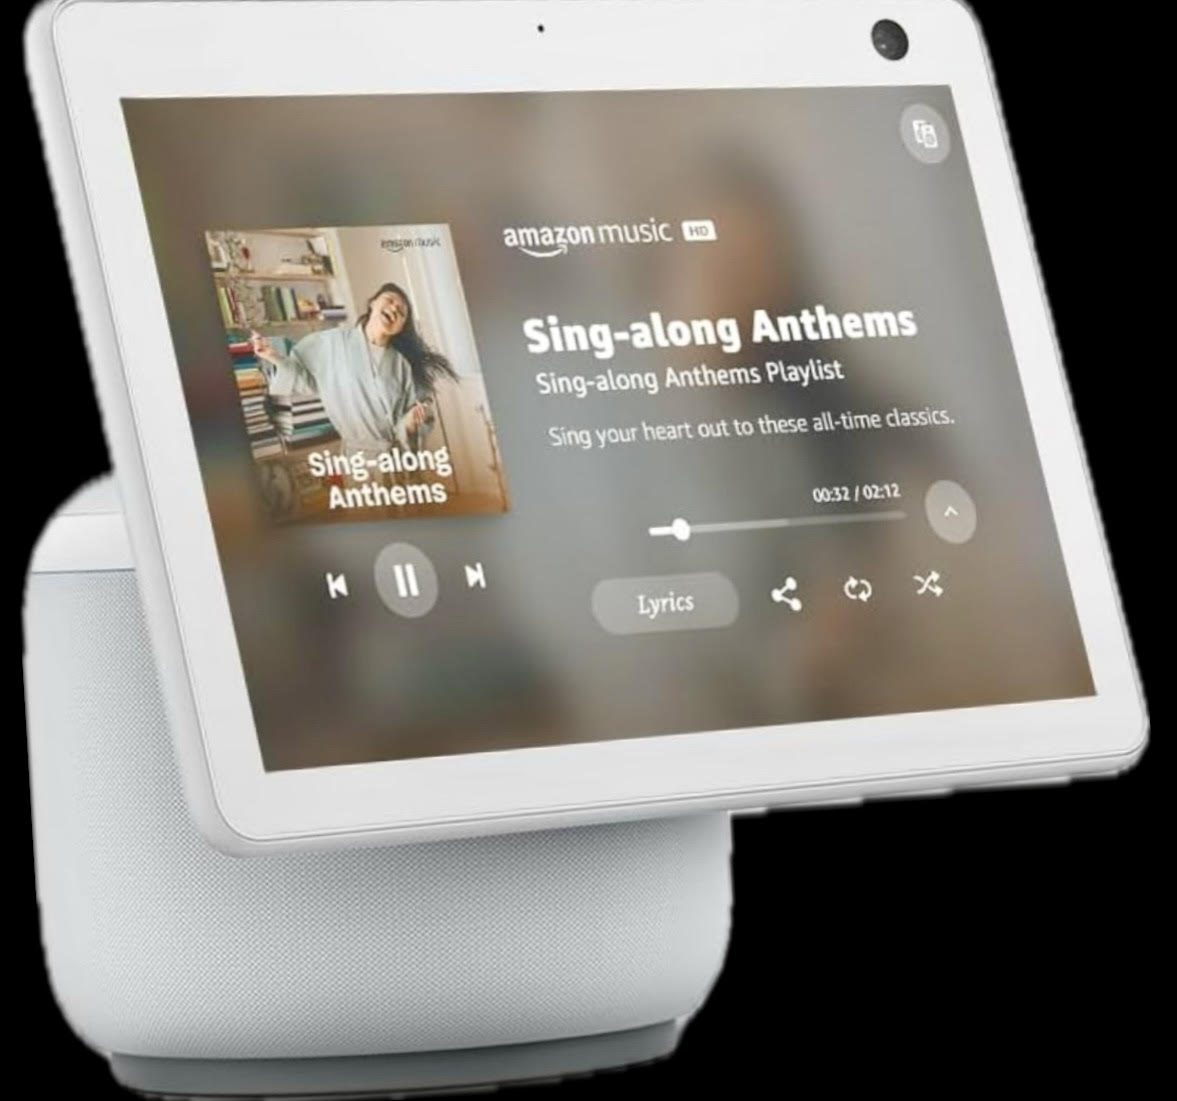 amazon music
amazon music HD
Sing-along Anthems
Sing-along Anthems Playlist
Sing your heart out to these all-time classics.
Sing-along
Anthems
00:32 / 02:12
Lyrics